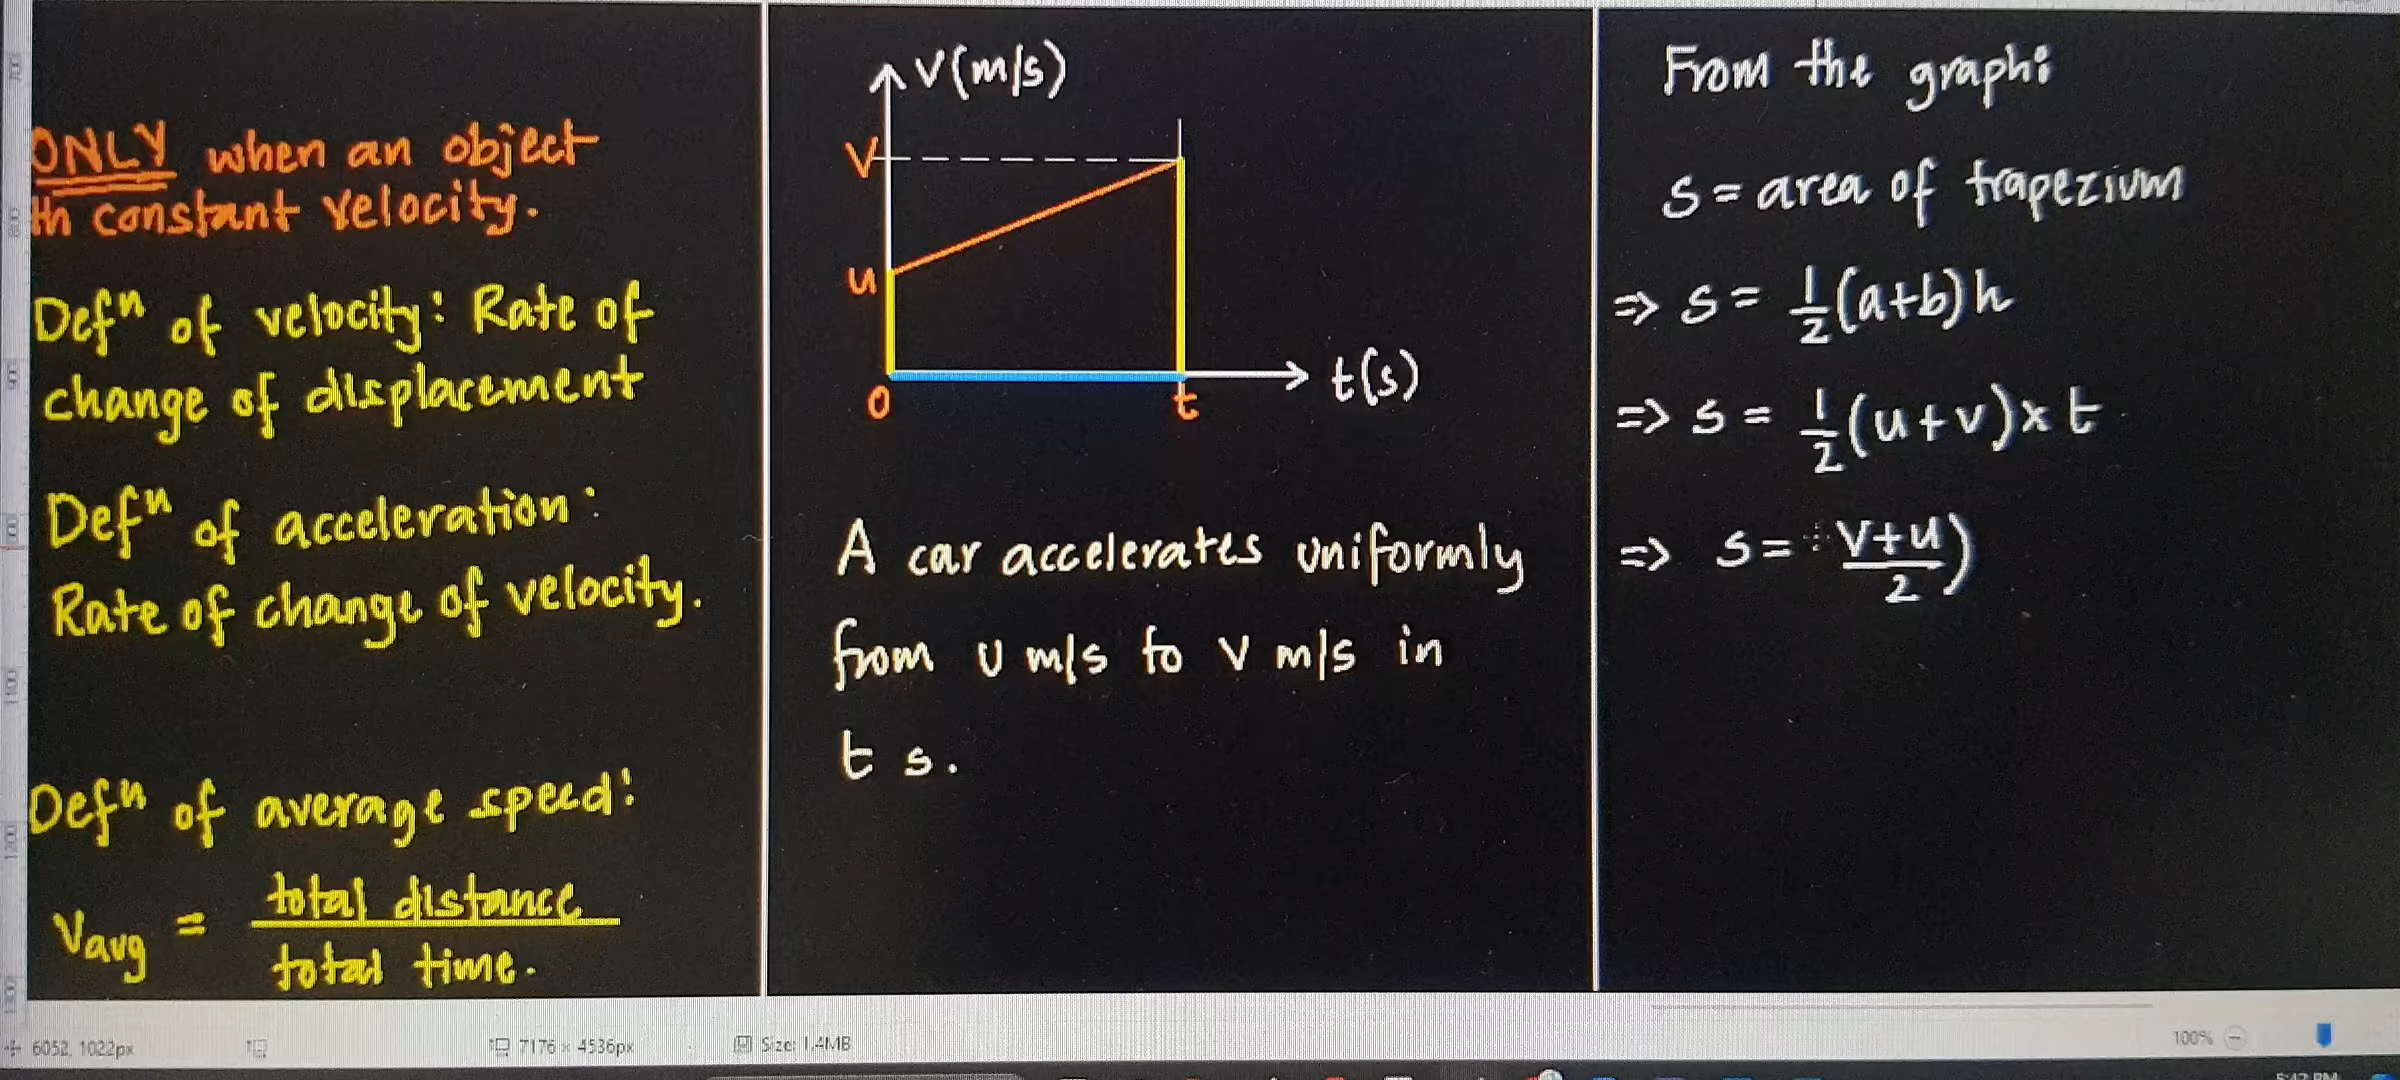 ONLY when an object
th constant velocity.
Defⁿ of velocity: Rate of
change of displacement
Defⁿ of acceleration:
Rate of change of velocity.
Defⁿ of average speed:
Vavg = total distance
total time.
V(m/s)
V
u
0
t
t(s)
A car accelerates uniformly
from u m/s to v m/s in
t s.
From the graph:
s = area of trapezium
=> s = 1/2(a+b)h
=> s = 1/2(u+v)x t
=> s = v+u)
2
6052, 1022px
7176 × 4536px
Size: 1.4MB
100%